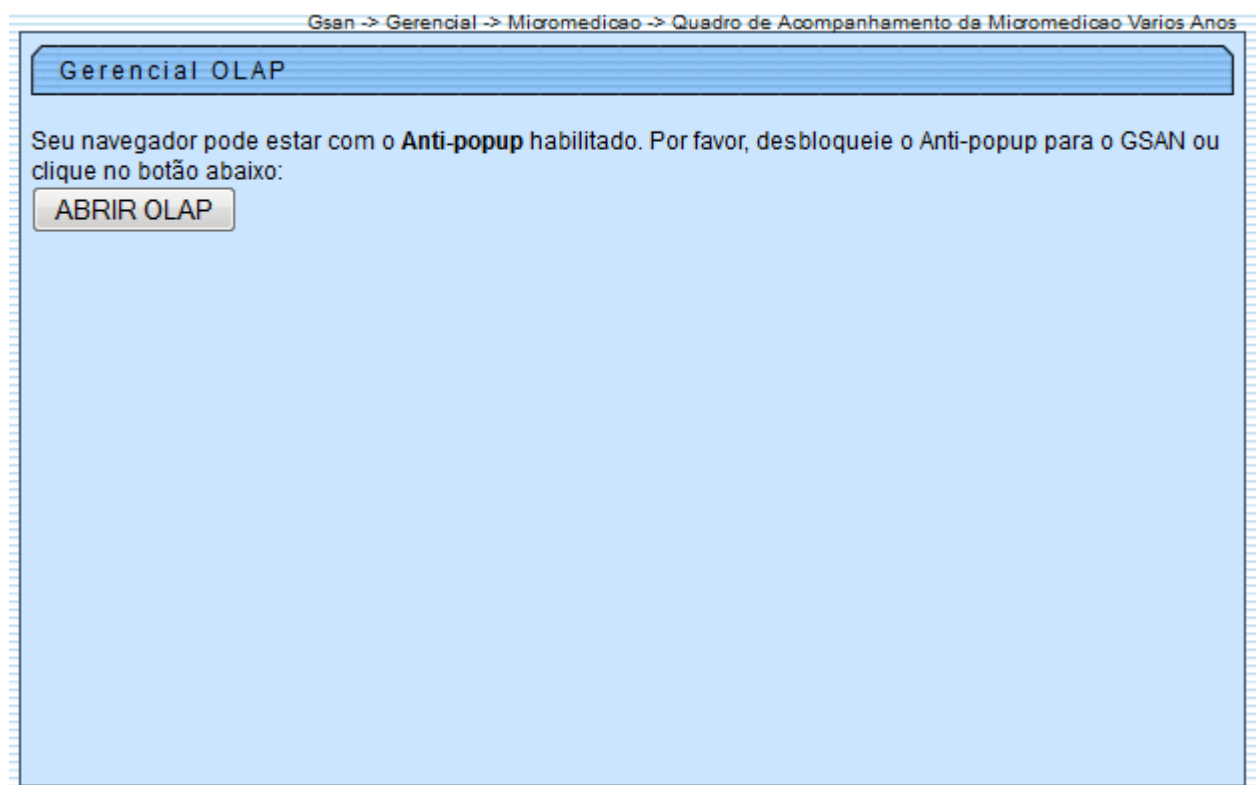 Gsan -> Gerencial -> Micromedicao -> Quadro de Acompanhamento da Micromedicao Varios Anos
Gerencial OLAP
Seu navegador pode estar com o Anti-popup habilitado. Por favor, desbloqueie o Anti-popup para o GSAN ou
clique no botão abaixo:
ABRIR OLAP